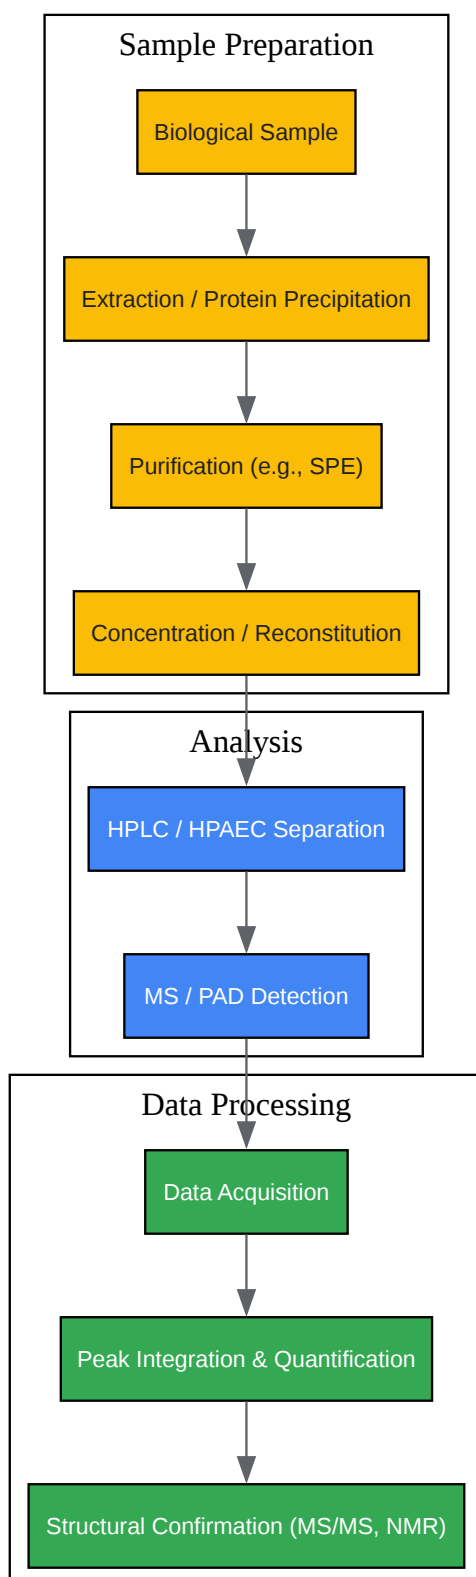 Sample Preparation
Biological Sample
Extraction / Protein Precipitation
Purification (e.g., SPE)
Concentration / Reconstitution
Analysis
HPLC / HPAEC Separation
MS / PAD Detection
Data Processing
Data Acquisition
Peak Integration & Quantification
Structural Confirmation (MS/MS, NMR)